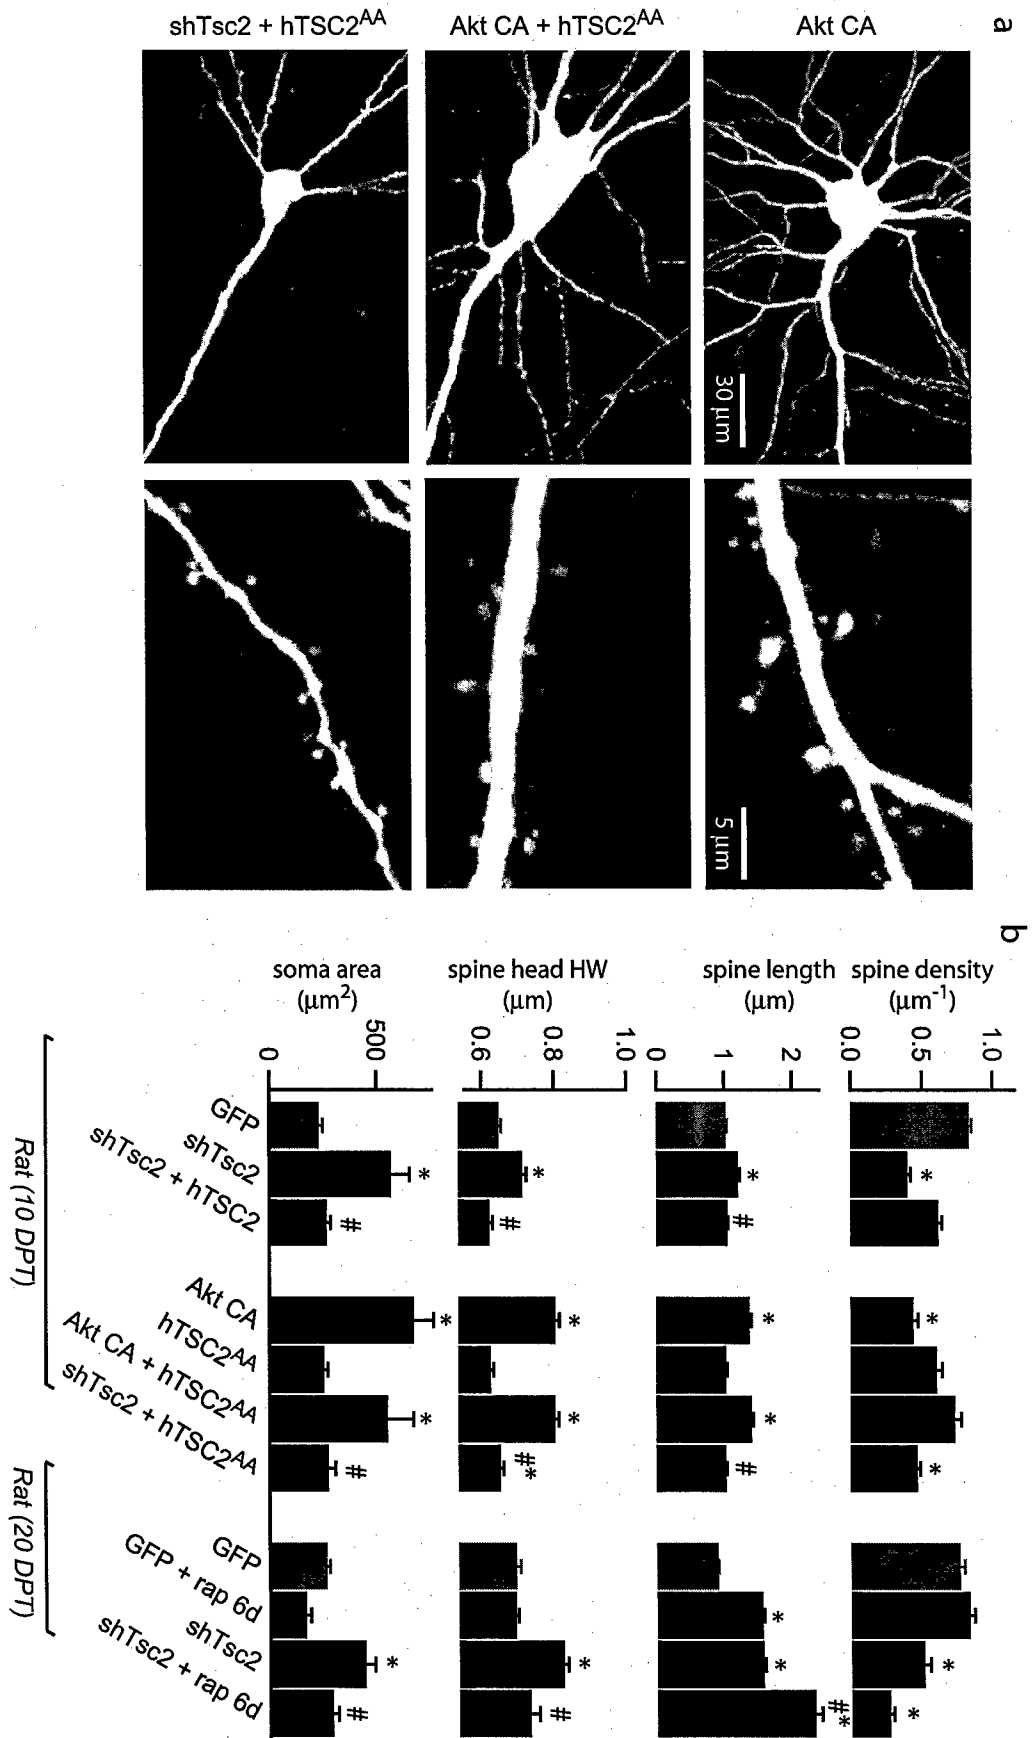 a
Akt CA
Akt CA + hTSC2AA
shTsc2 + hTSC2AA
30 μm
5 μm
b
spine density
(μm-1)
1.0
0.5
0.0
*
*
*
*
*
spine length
(μm)
2
1
0
*
#
*
*
#
*
*
#*
spine head HW
(μm)
1.0
0.8
0.6
*
#
*
*
#*
*
#
soma area
(μm2)
500
0
*
#
*
*
#
*
#
GFP
shTsc2
shTsc2 + hTSC2
Akt CA
hTSC2AA
Akt CA + hTSC2AA
shTsc2 + hTSC2AA
GFP
GFP + rap 6d
shTsc2
shTsc2 + rap 6d
Rat (10 DPT)
Rat (20 DPT)